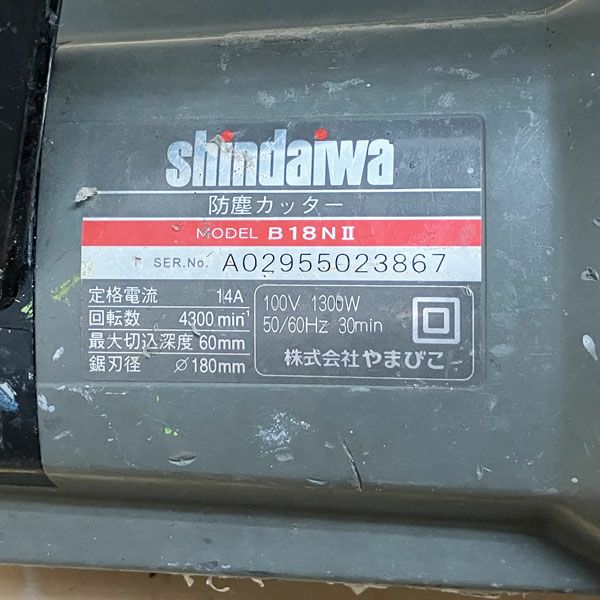 shindaiwa
防塵カッター
MODEL B18NⅡ
SER.No. A02955023867
定格電流 14A
回転数 4300min⁻¹
最大切込深度 60mm
鋸刃径 ∅180mm
100V 1300W
50/60Hz 30min
株式会社やまびこ